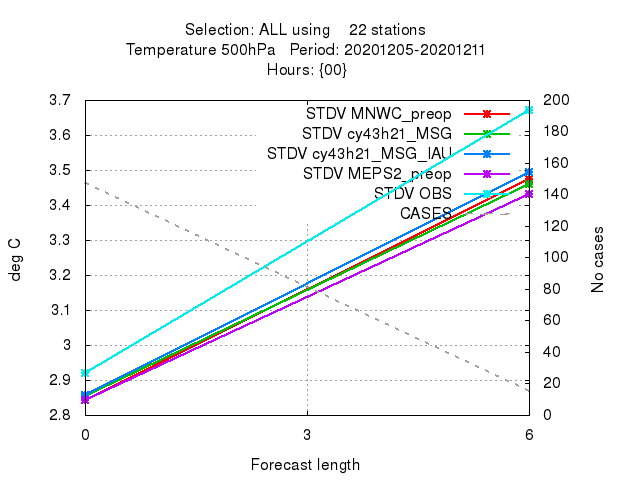 Selection: ALL using    22 stations
Temperature 500hPa   Period: 20201205-20201211
Hours: {00}
3.7
3.6
3.5
3.4
3.3
3.2
3.1
3
2.9
2.8
deg C
STDV MNWC_preop
STDV cy43h21_MSG
STDV cy43h21_MSG_IAU
STDV MEPS2_preop
STDV OBS
CASES
200
180
160
140
120
100
80
60
40
20
0
No cases
0 3 6
Forecast length